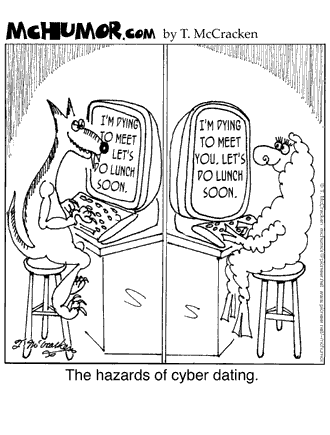 McHUMOR.com by T. McCracken
I'M DYING
TO MEET
LET'S
DO LUNCH
SOON.
I'M DYING
TO MEET
YOU. LET'S
DO LUNCH
SOON.
T. McCracken
The hazards of cyber dating.